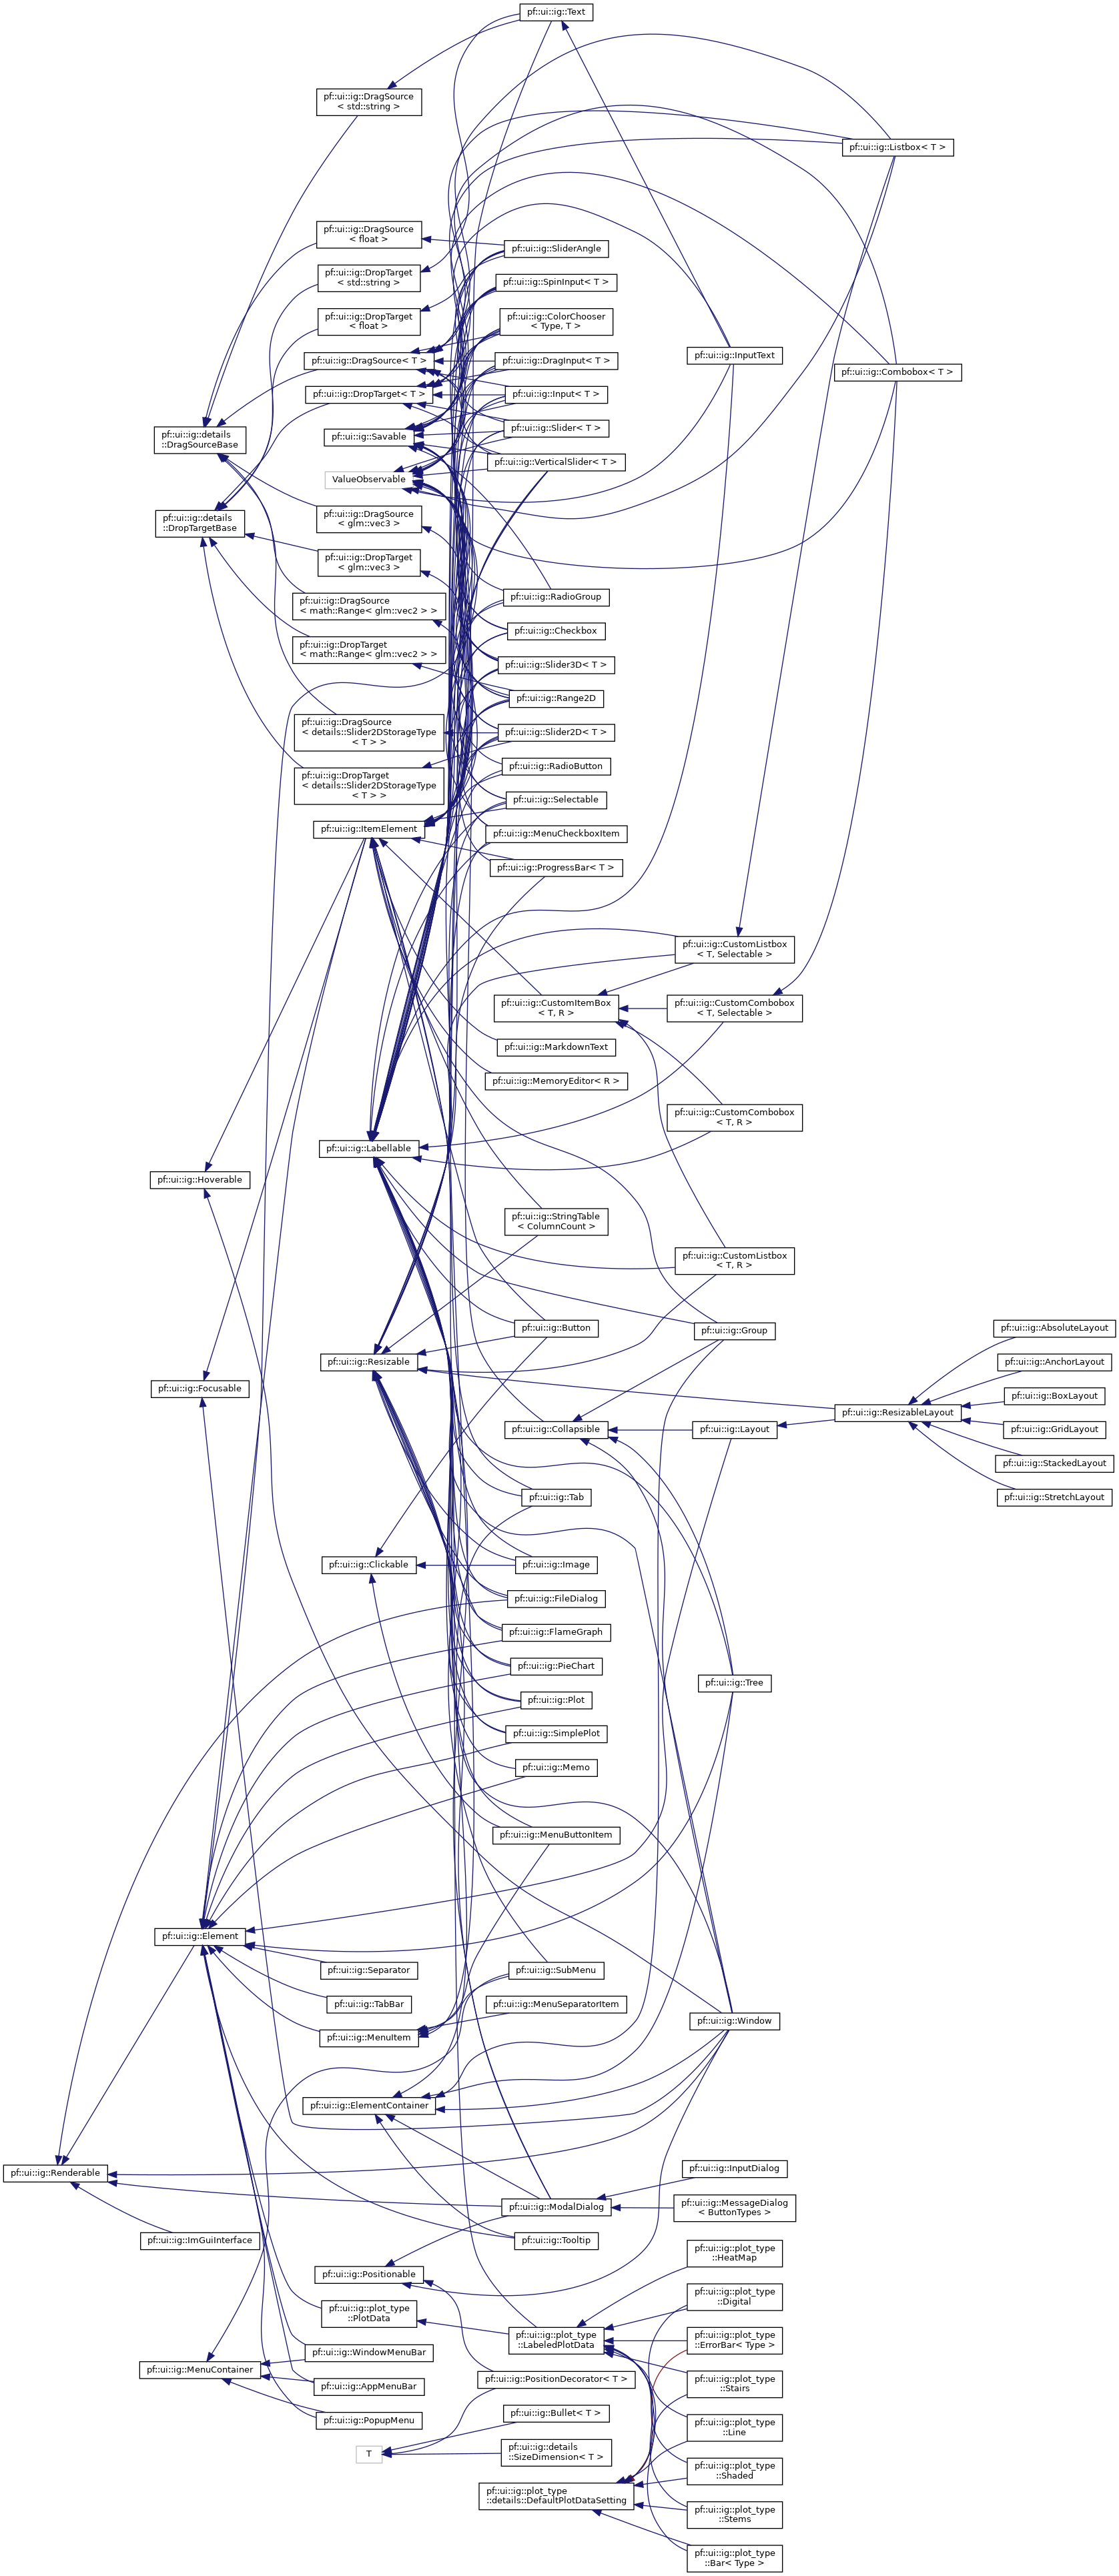 pf::ui::ig::Text
pf::ui::ig::DragSource
< std::string >
pf::ui::ig::Listbox< T >
pf::ui::ig::DragSource
< float >
pf::ui::ig::SliderAngle
pf::ui::ig::DropTarget
< std::string >
pf::ui::ig::SpinInput< T >
pf::ui::ig::DropTarget
< float >
pf::ui::ig::ColorChooser
< Type, T >
pf::ui::ig::InputText
pf::ui::ig::DragSource< T >
pf::ui::ig::DragInput< T >
pf::ui::ig::Combobox< T >
pf::ui::ig::DropTarget< T >
pf::ui::ig::Input< T >
pf::ui::ig::Slider< T >
pf::ui::ig::details
::DragSourceBase
pf::ui::ig::Savable
pf::ui::ig::VerticalSlider< T >
ValueObservable
pf::ui::ig::details
::DropTargetBase
pf::ui::ig::DragSource
< glm::vec3 >
pf::ui::ig::DropTarget
< glm::vec3 >
pf::ui::ig::RadioGroup
pf::ui::ig::DragSource
< math::Range< glm::vec2 > >
pf::ui::ig::Checkbox
pf::ui::ig::DropTarget
< math::Range< glm::vec2 > >
pf::ui::ig::Slider3D< T >
pf::ui::ig::Range2D
pf::ui::ig::DragSource
< details::Slider2DStorageType
< T > >
pf::ui::ig::Slider2D< T >
pf::ui::ig::RadioButton
pf::ui::ig::DropTarget
< details::Slider2DStorageType
< T > >
pf::ui::ig::Selectable
pf::ui::ig::ItemElement
pf::ui::ig::MenuCheckboxItem
pf::ui::ig::ProgressBar< T >
pf::ui::ig::CustomListbox
< T, Selectable >
pf::ui::ig::CustomItemBox
< T, R >
pf::ui::ig::CustomCombobox
< T, Selectable >
pf::ui::ig::MarkdownText
pf::ui::ig::MemoryEditor< R >
pf::ui::ig::CustomCombobox
< T, R >
pf::ui::ig::Labellable
pf::ui::ig::Hoverable
pf::ui::ig::StringTable
< ColumnCount >
pf::ui::ig::CustomListbox
< T, R >
pf::ui::ig::Button
pf::ui::ig::Group
pf::ui::ig::AbsoluteLayout
pf::ui::ig::Resizable
pf::ui::ig::AnchorLayout
pf::ui::ig::Focusable
pf::ui::ig::BoxLayout
pf::ui::ig::ResizableLayout
pf::ui::ig::Collapsible
pf::ui::ig::Layout
pf::ui::ig::GridLayout
pf::ui::ig::StackedLayout
pf::ui::ig::Tab
pf::ui::ig::StretchLayout
pf::ui::ig::Clickable
pf::ui::ig::Image
pf::ui::ig::FileDialog
pf::ui::ig::FlameGraph
pf::ui::ig::PieChart
pf::ui::ig::Tree
pf::ui::ig::Plot
pf::ui::ig::SimplePlot
pf::ui::ig::Memo
pf::ui::ig::MenuButtonItem
pf::ui::ig::Element
pf::ui::ig::Separator
pf::ui::ig::SubMenu
pf::ui::ig::TabBar
pf::ui::ig::MenuSeparatorItem
pf::ui::ig::Window
pf::ui::ig::MenuItem
pf::ui::ig::ElementContainer
pf::ui::ig::InputDialog
pf::ui::ig::Renderable
pf::ui::ig::ModalDialog
pf::ui::ig::MessageDialog
< ButtonTypes >
pf::ui::ig::ImGuiInterface
pf::ui::ig::Tooltip
pf::ui::ig::plot_type
::HeatMap
pf::ui::ig::Positionable
pf::ui::ig::plot_type
::Digital
pf::ui::ig::plot_type
::PlotData
pf::ui::ig::plot_type
::LabeledPlotData
pf::ui::ig::plot_type
::ErrorBar< Type >
pf::ui::ig::WindowMenuBar
pf::ui::ig::MenuContainer
pf::ui::ig::PositionDecorator< T >
pf::ui::ig::plot_type
::Stairs
pf::ui::ig::AppMenuBar
pf::ui::ig::Bullet< T >
pf::ui::ig::PopupMenu
pf::ui::ig::plot_type
::Line
T
pf::ui::ig::details
::SizeDimension< T >
pf::ui::ig::plot_type
::Shaded
pf::ui::ig::plot_type
::details::DefaultPlotDataSetting
pf::ui::ig::plot_type
::Stems
pf::ui::ig::plot_type
::Bar< Type >